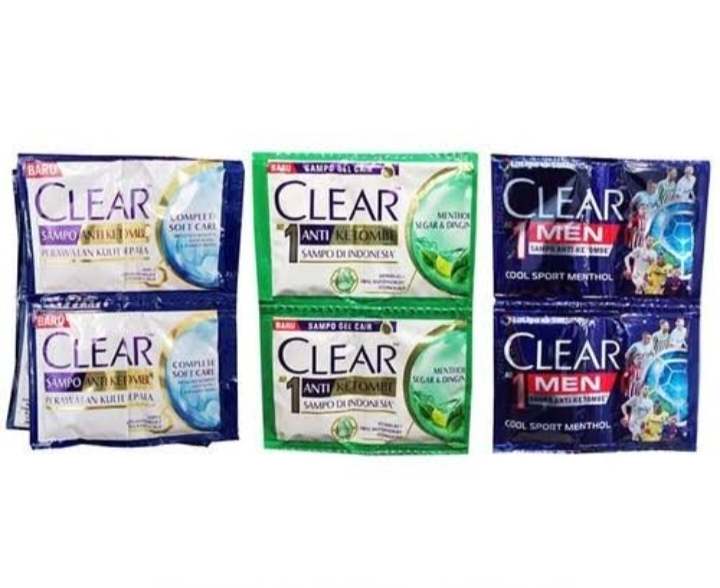 BARU
CLEAR
SAMPO ANTI KETOMBE
PERAWATAN KULIT KEPALA
COMPLETE
SOFT CARE
BARU
CLEAR
SAMPO ANTI KETOMBE
PERAWATAN KULIT KEPALA
COMPLETE
SOFT CARE
BARU SAMPO GEL CAIR
CLEAR
1 ANTI KETOMBE
SAMPO DI INDONESIA
MENTHOL
SEGAR & DINGIN
BARU SAMPO GEL CAIR
CLEAR
1 ANTI KETOMBE
SAMPO DI INDONESIA
MENTHOL
SEGAR & DINGIN
CLEAR
1 MEN
SAMPO ANTI KETOMBE
COOL SPORT MENTHOL
CLEAR
1 MEN
SAMPO ANTI KETOMBE
COOL SPORT MENTHOL